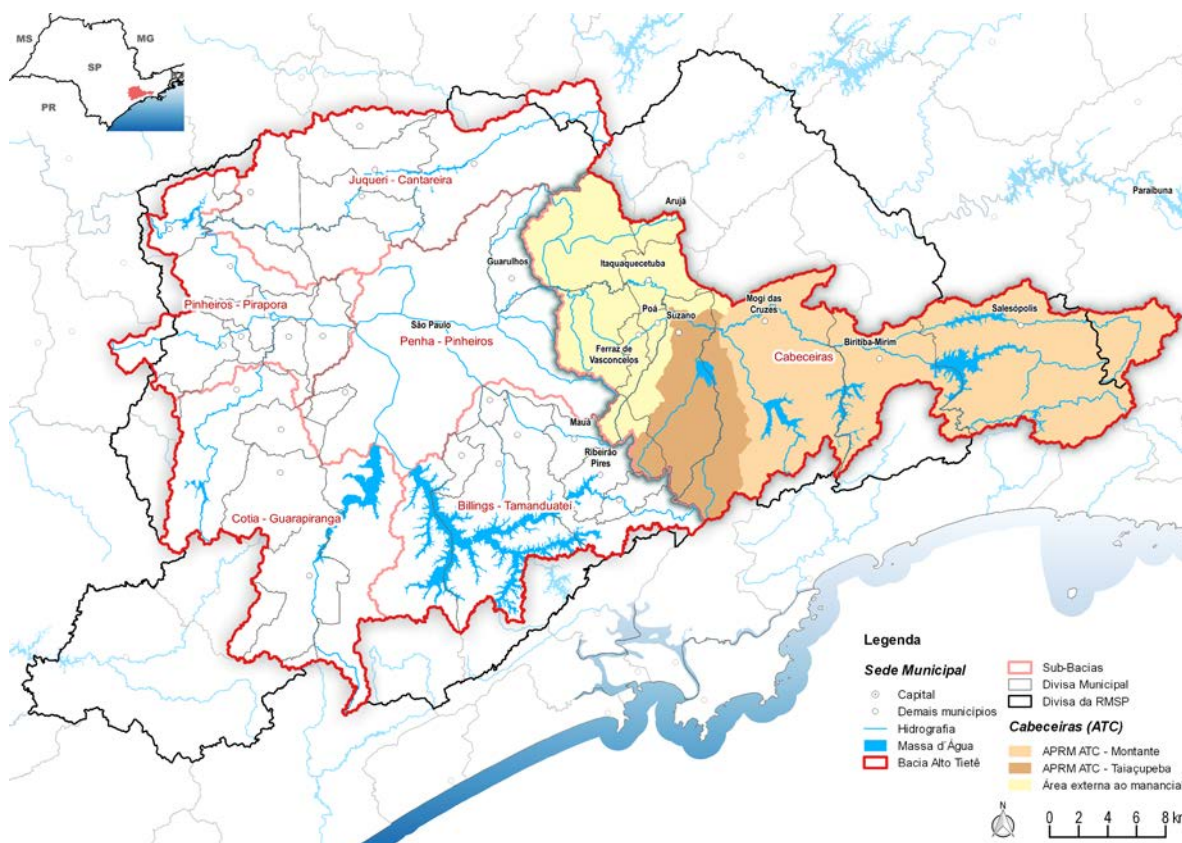 MS
MG
SP
PR
Juqueri - Cantareira
Paraibuna
Arujá
Guarulhos
Itaquaquecetuba
Pinheiros - Pirapora
Mogi das
Cruzes
Salesópolis
Poá
Suzano
São Paulo
Penha - Pinheiros
Biritiba-Mirim
Ferraz de
Vasconcelos
Cabeceiras
Mauá
Ribeirão
Pires
Billings - Tamanduateí
Cotia - Guarapiranga
Legenda
Sede Municipal
Capital
Demais municípios
Hidrografia
Massa d´Água
Bacia Alto Tietê
Sub-Bacias
Divisa Municipal
Divisa da RMSP
Cabeceiras (ATC)
APRM ATC - Montante
APRM ATC - Taiaçupeba
Área externa ao manancial
N
0 2 4 6 8 km